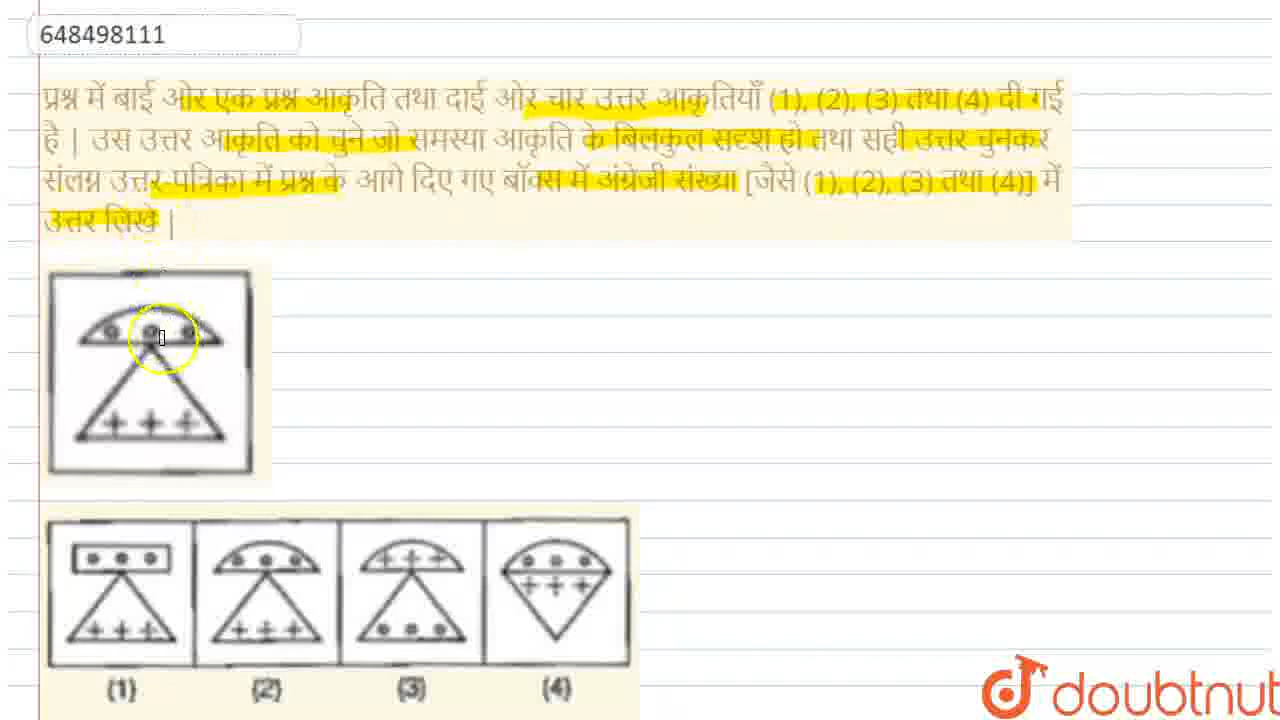 648498111
प्रश्न में बाई ओर एक प्रश्न आकृति तथा दाई ओर चार उत्तर आकृतियाँ (1), (2), (3) तथा (4) दी गई
है | उस उत्तर आकृति को चुने जो समस्या आकृति के बिलकुल सदृश हो तथा सही उत्तर चुनकर
संलग्न उत्तर-पत्रिका में प्रश्न के आगे दिए गए बॉक्स में अंग्रेजी संख्या [जैसे (1), (2), (3) तथा (4)] में
उत्तर लिखे |
(1) (2) (3) (4)
doubtnut